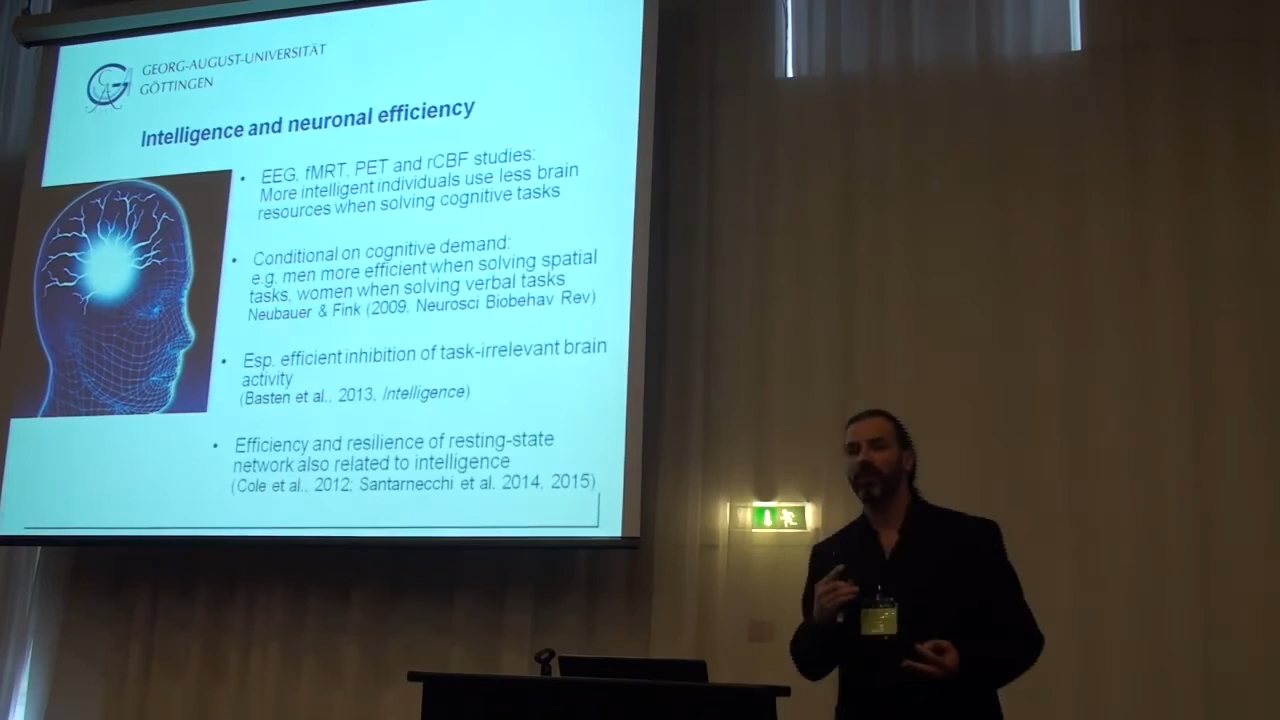 GEORG-AUGUST-UNIVERSITÄT
GÖTTINGEN
Intelligence and neuronal efficiency
• EEG, fMRT, PET and rCBF studies:
More intelligent individuals use less brain
resources when solving cognitive tasks
• Conditional on cognitive demand:
e.g. men more efficient when solving spatial
tasks, women when solving verbal tasks
Neubauer & Fink (2009, Neurosci Biobehav Rev)
• Esp. efficient inhibition of task-irrelevant brain
activity
(Basten et al., 2013, Intelligence)
• Efficiency and resilience of resting-state
network also related to intelligence
(Cole et al., 2012; Santarnecchi et al. 2014, 2015)